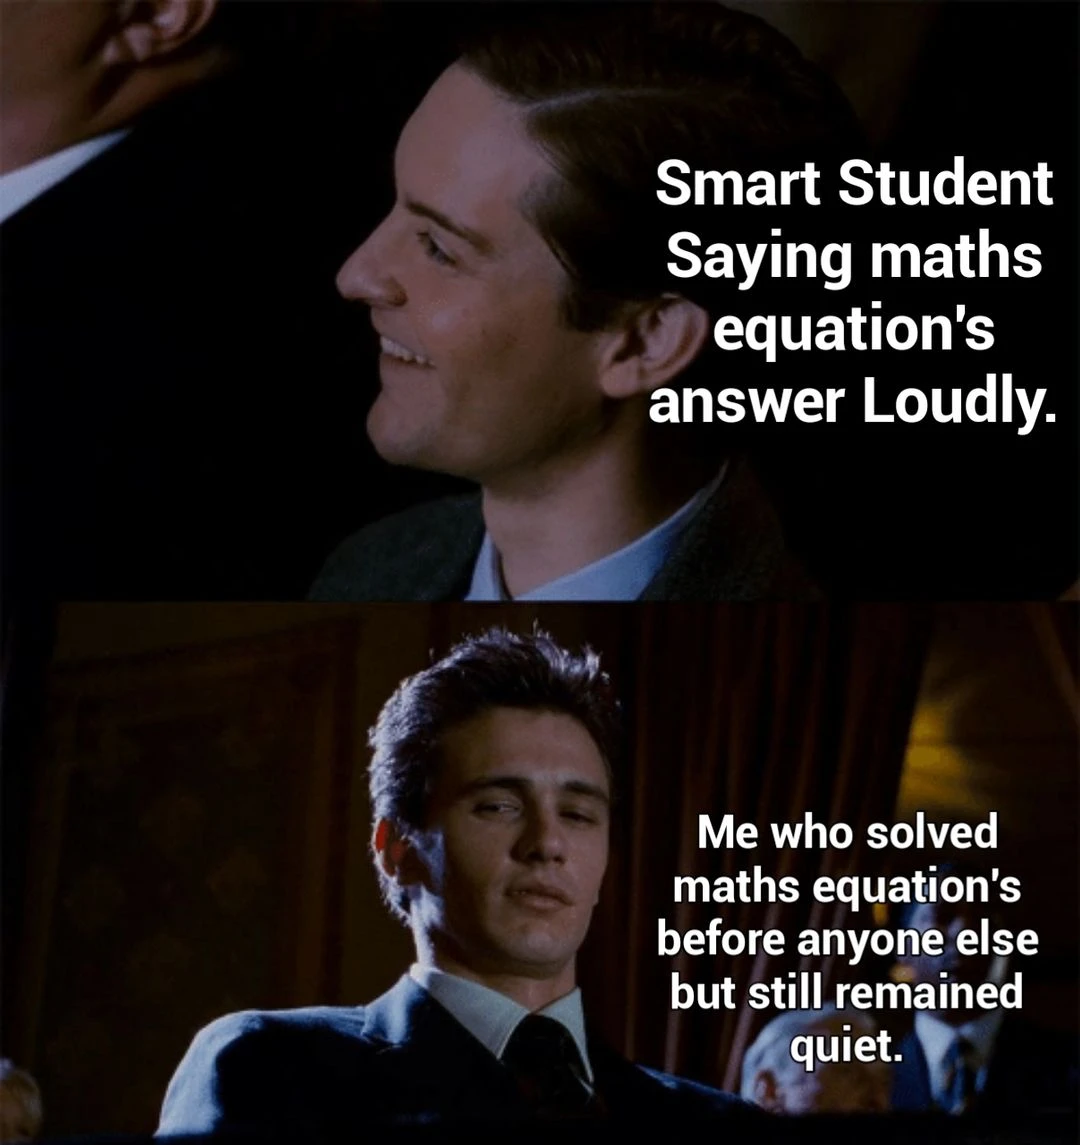 Smart Student
Saying maths
equation's
answer Loudly.
Me who solved
maths equation's
before anyone else
but still remained
quiet.